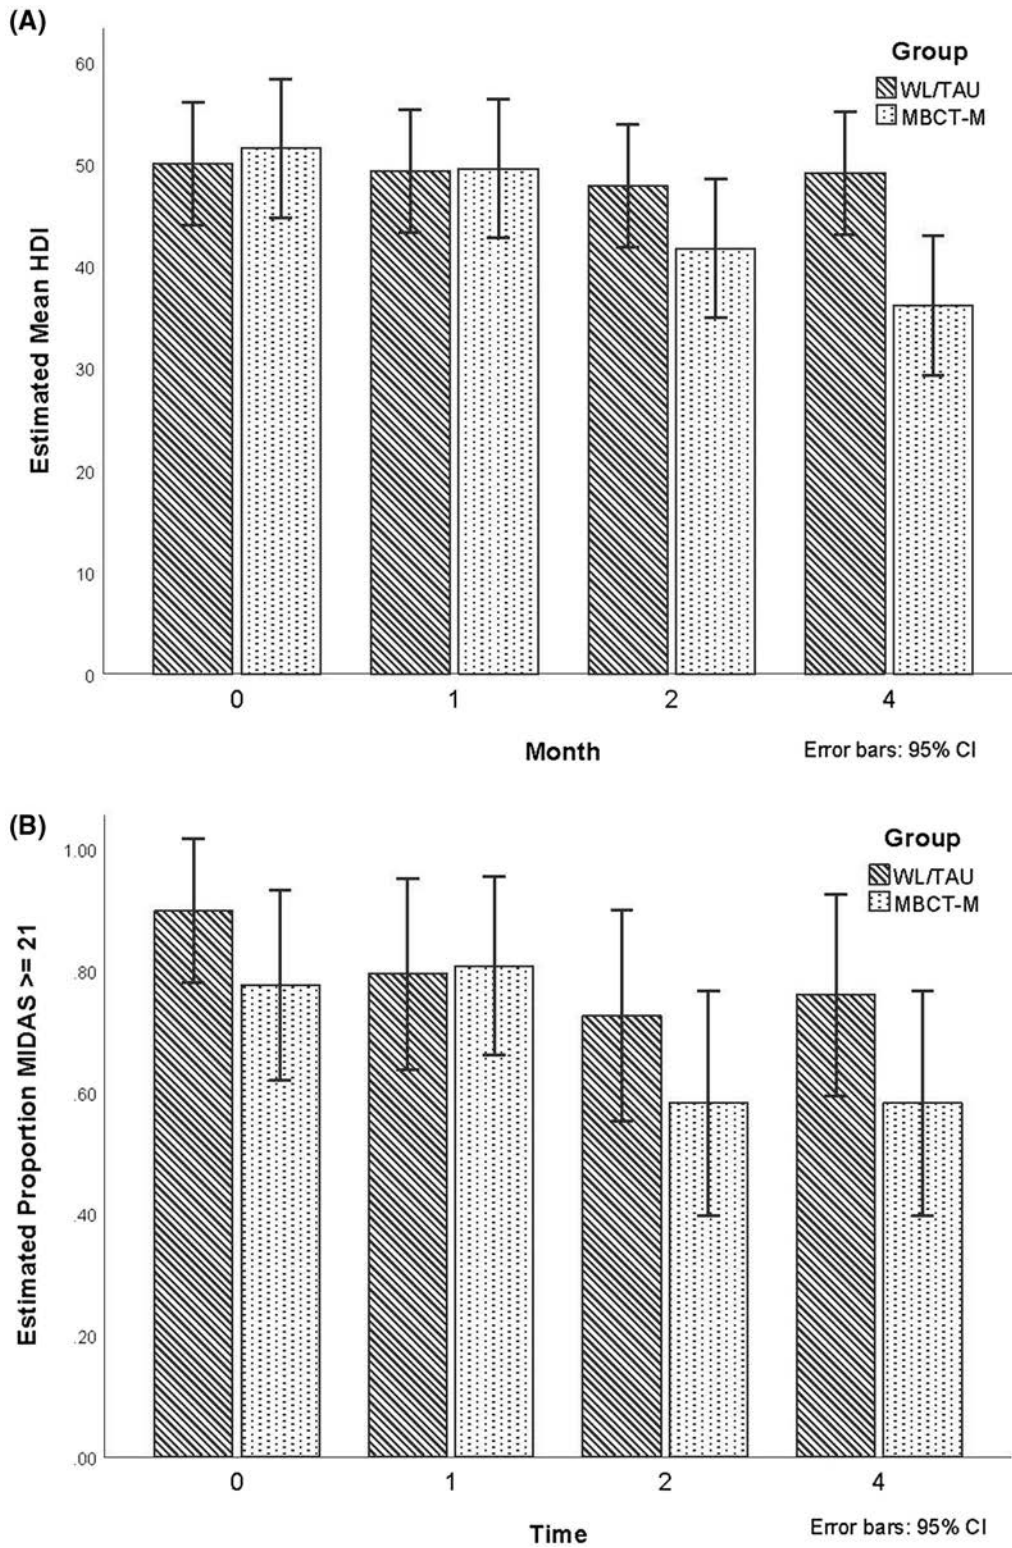 (A)
Group
WL/TAU
MBCT-M
Estimated Mean HDI
60
50
40
30
20
10
0
0 1 2 4
Month
Error bars: 95% CI
(B)
Group
WL/TAU
MBCT-M
Estimated Proportion MIDAS >= 21
1.00
.80
.60
.40
.20
.00
0 1 2 4
Time
Error bars: 95% CI